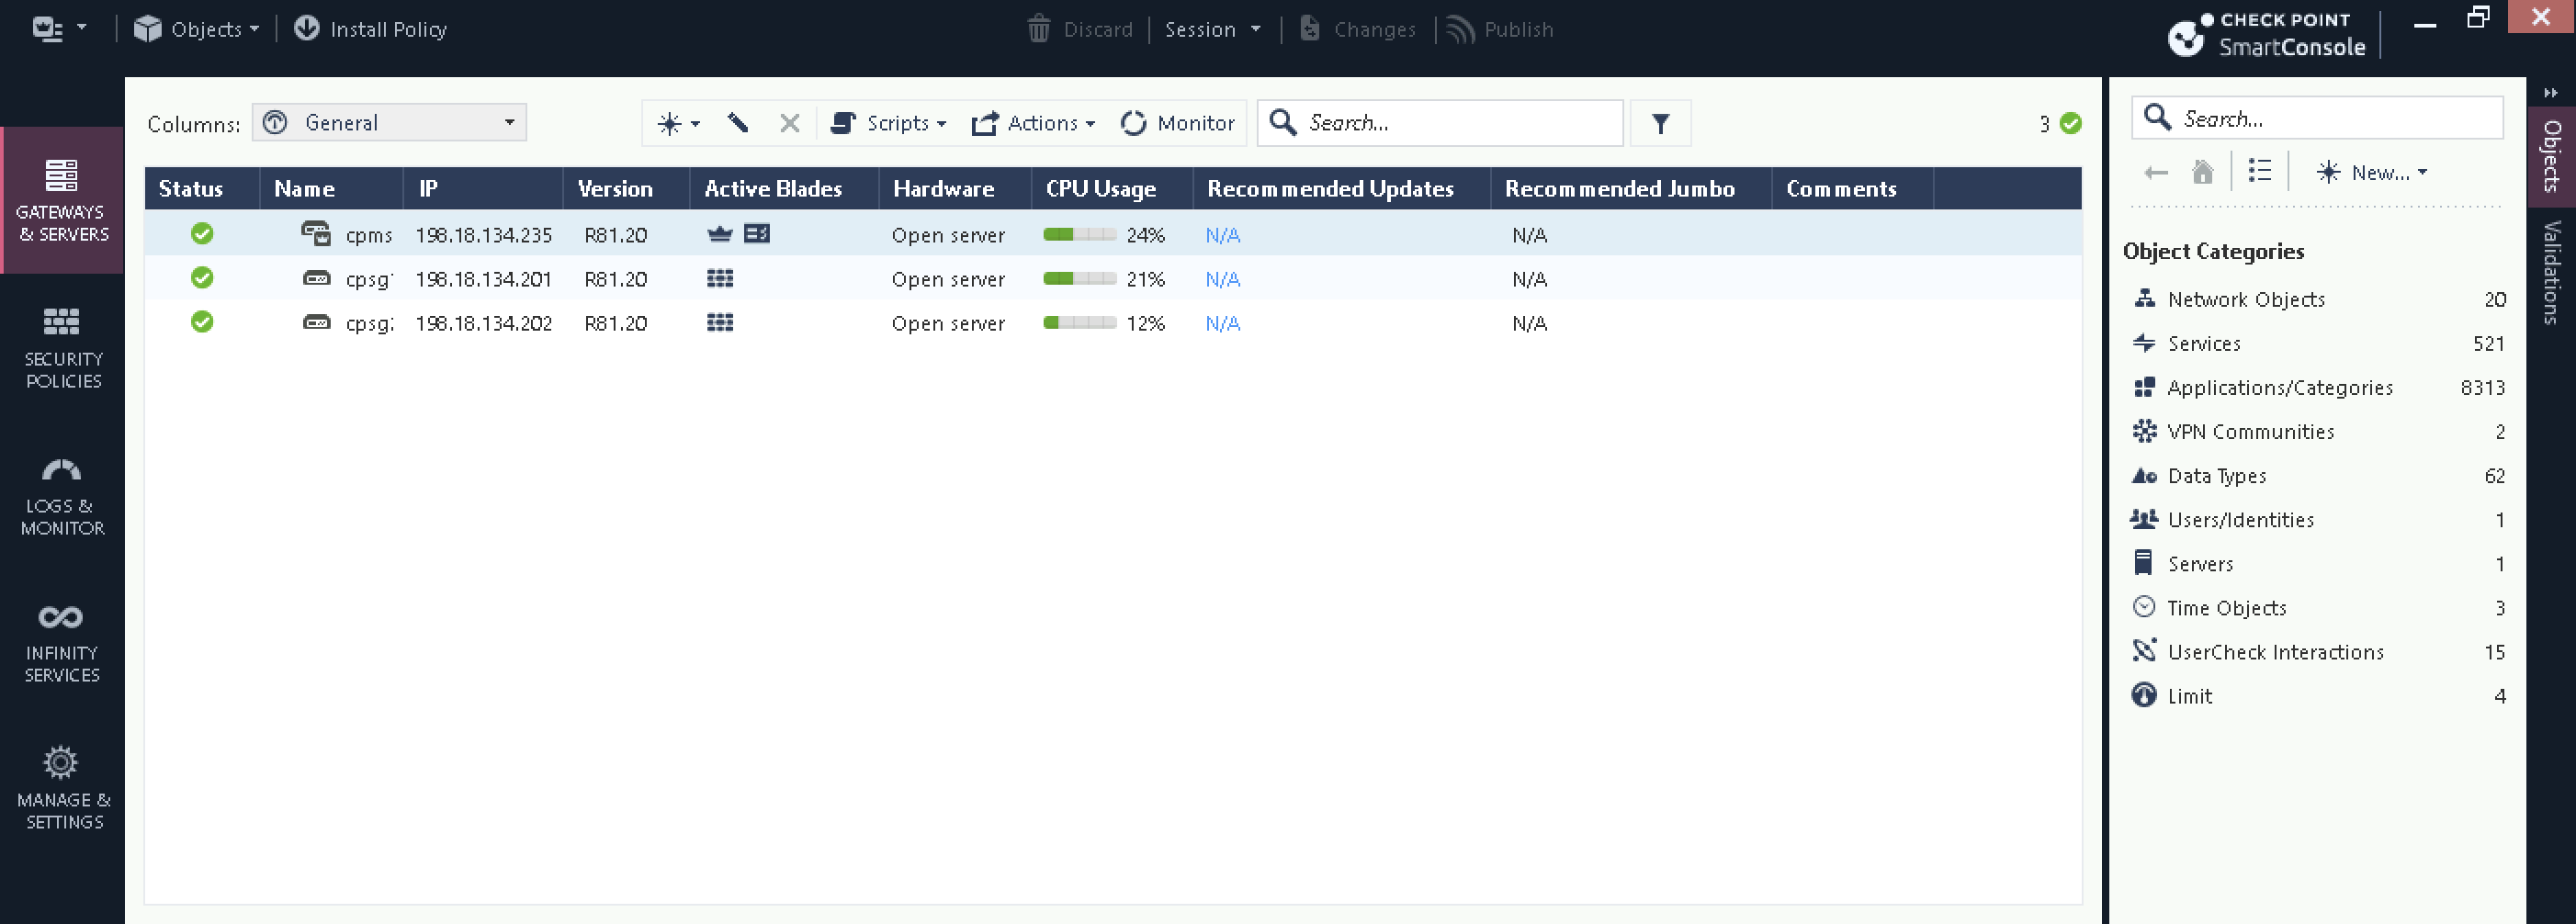 Objects
Install Policy
Discard
Session
Changes
Publish
CHECK POINT
SmartConsole
Columns:
General
Scripts
Actions
Monitor
Search...
3
Status Name IP Version Active Blades Hardware CPU Usage Recommended Updates Recommended Jumbo Comments
cpms 198.18.134.235 R81.20 Open server 24% N/A N/A
198.18.134.201 R81.20 Open server 21% N/A N/A
198.18.134.202 R81.20 Open server 12% N/A N/A
GATEWAYS
& SERVERS
SECURITY
POLICIES
LOGS &
MONITOR
INFINITY
SERVICES
MANAGE &
SETTINGS
Search...
New...
Object Categories
Network Objects 20
Services 521
Applications/Categories 8313
VPN Communities 2
Data Types 62
Users/Identities 1
Servers 1
Time Objects 3
UserCheck Interactions 15
Limit 4
Objects
Validations